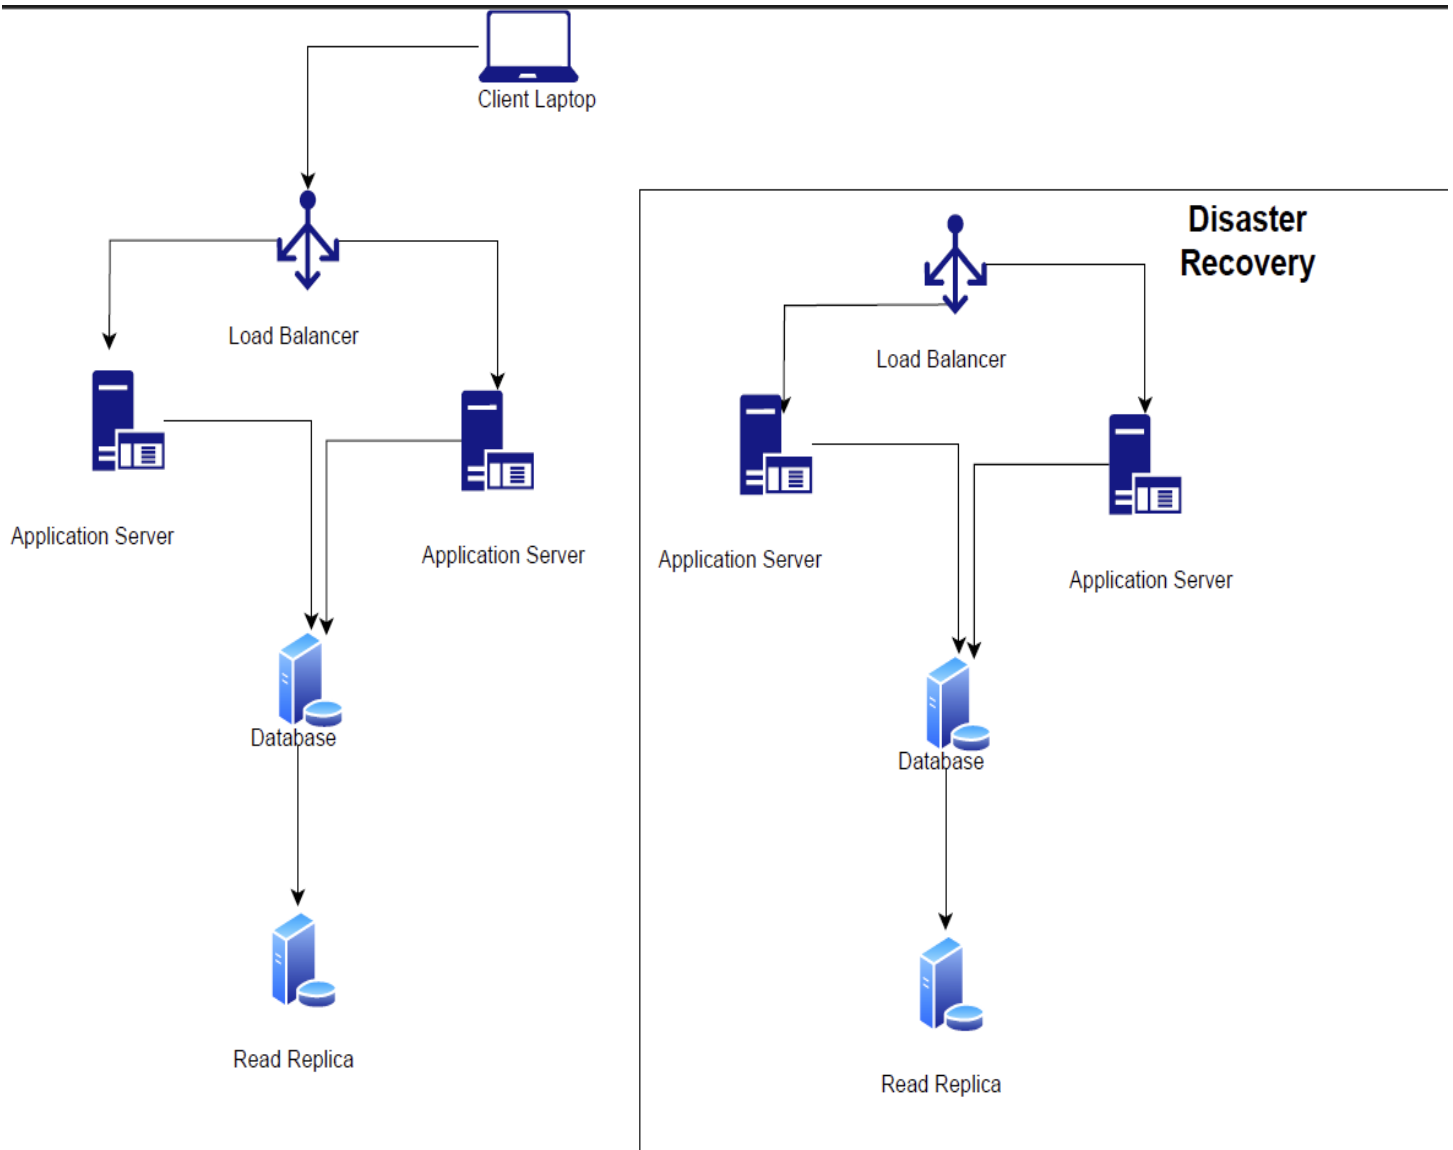 Client Laptop
Disaster
Recovery
Load Balancer
Load Balancer
Application Server
Application Server
Application Server
Application Server
Database
Database
Read Replica
Read Replica